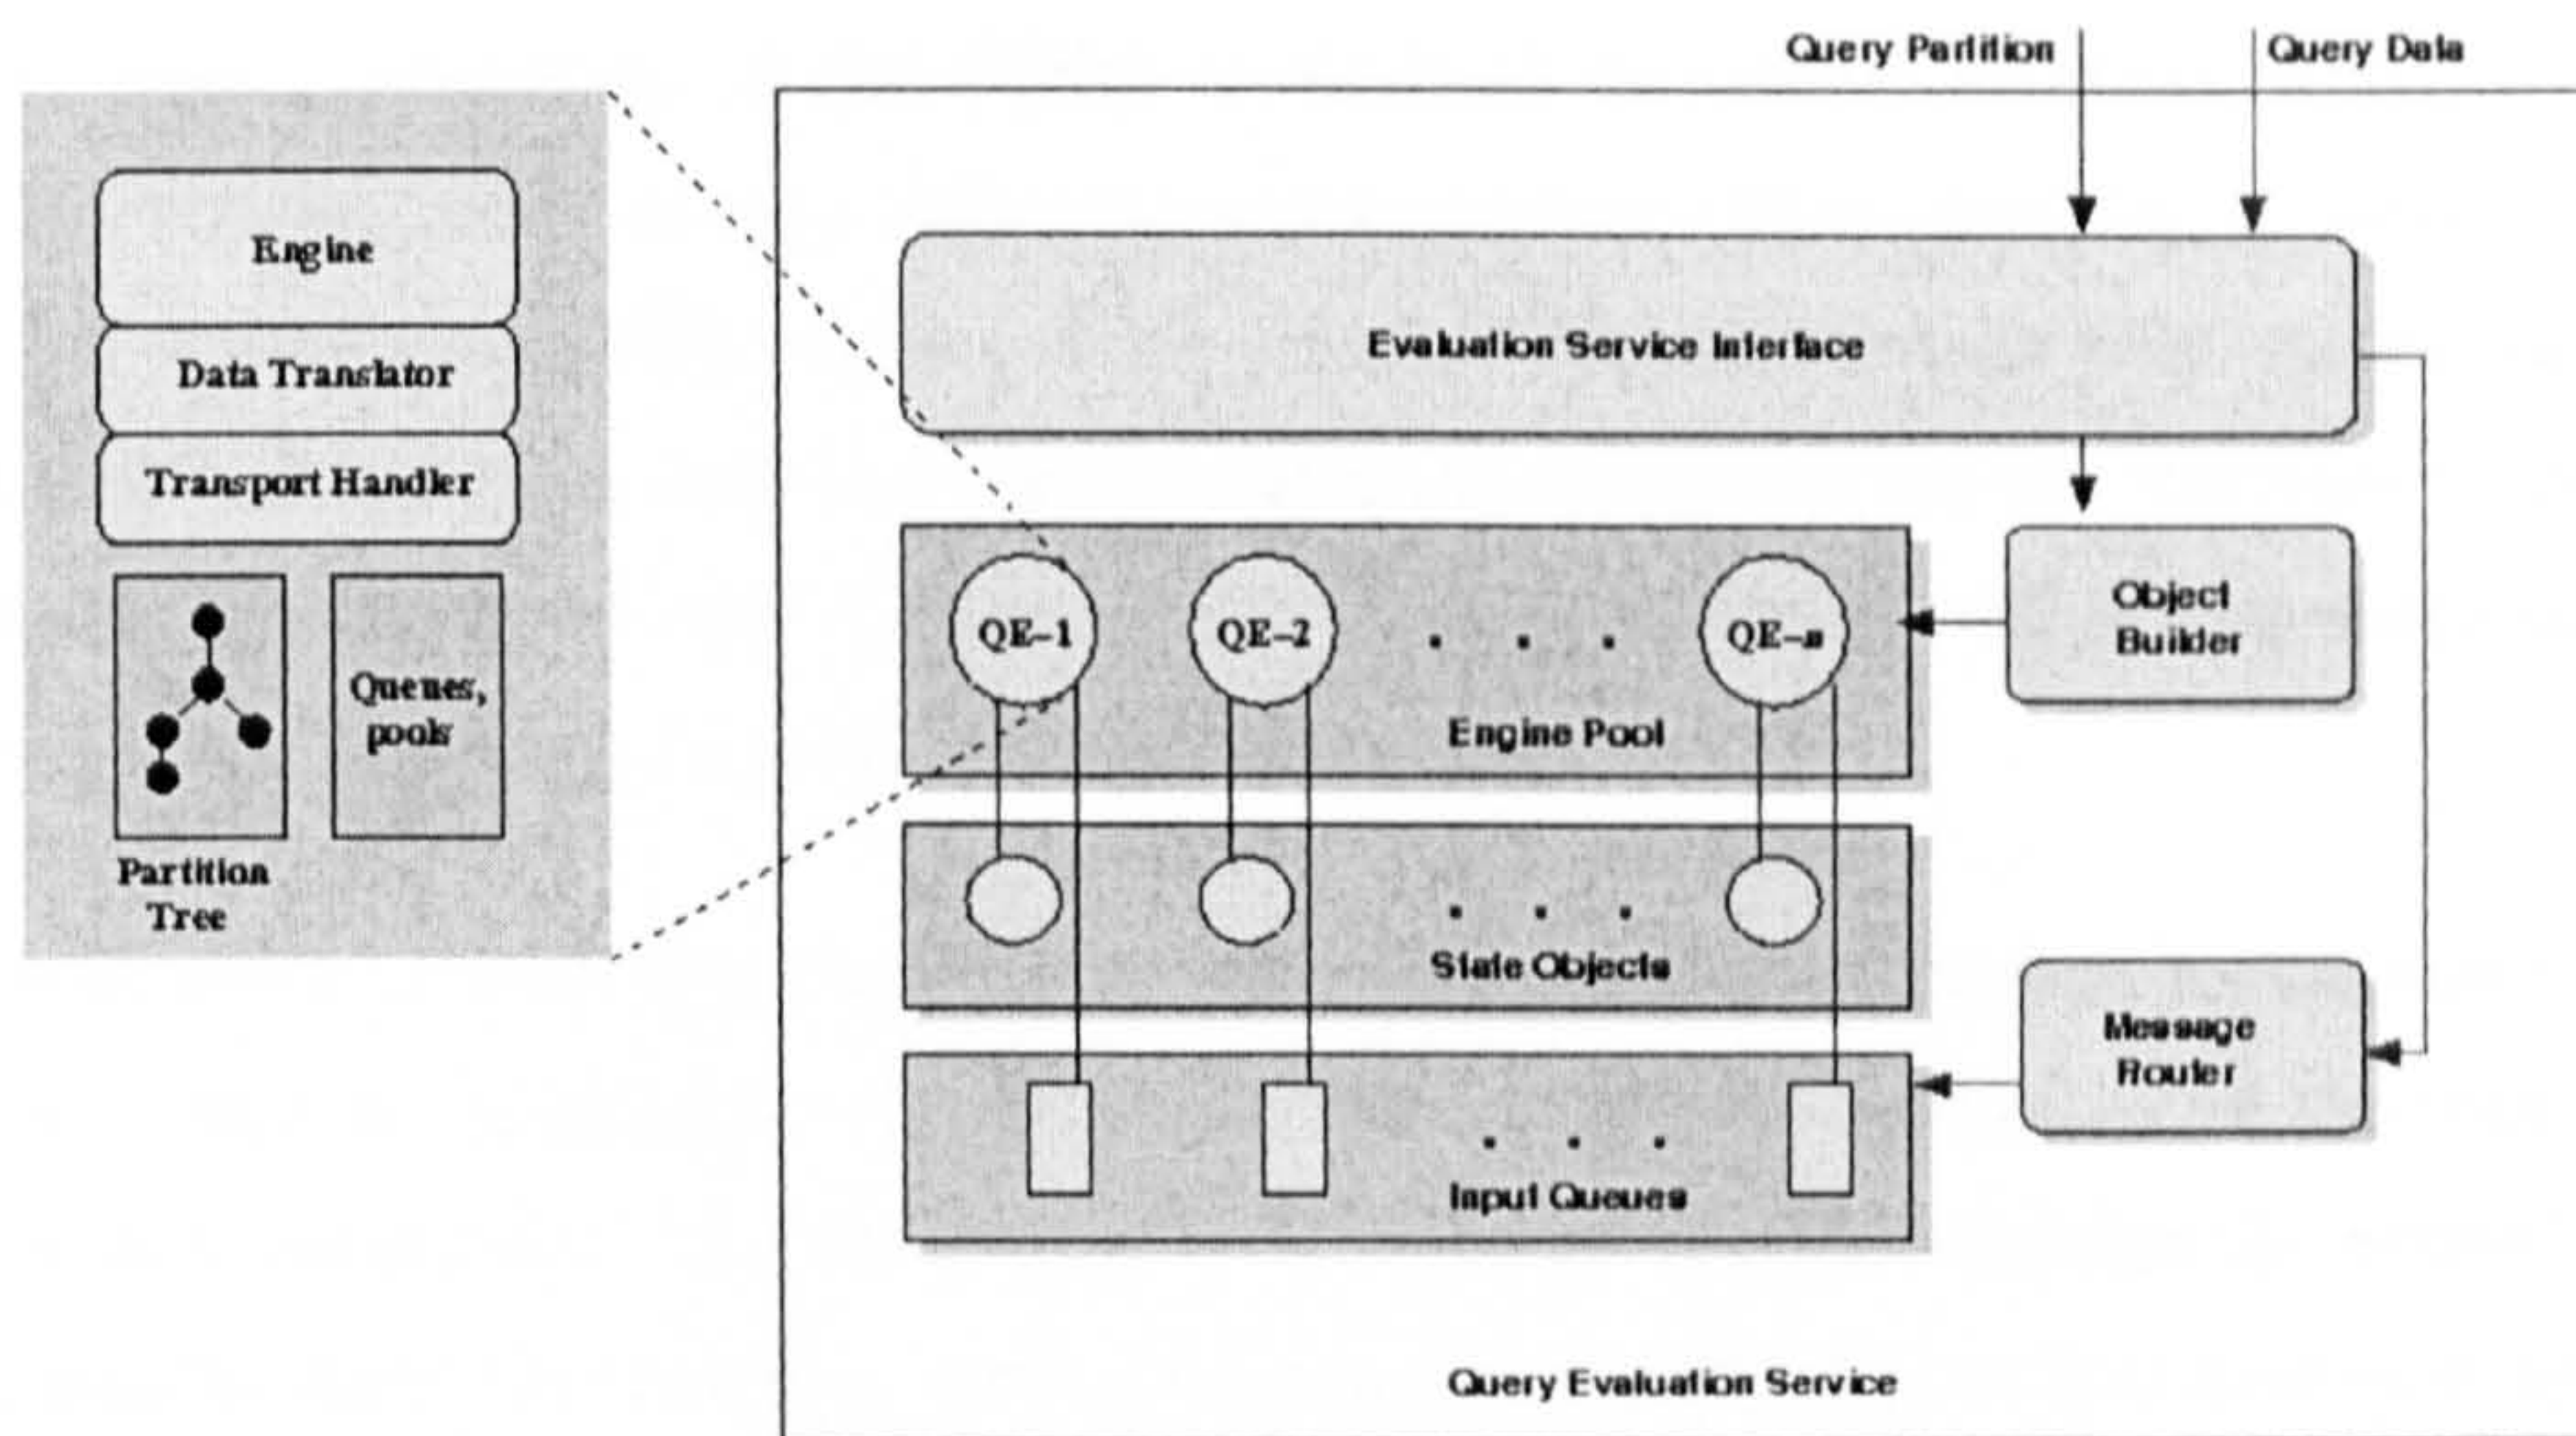 Query Partition
Query Data
Engine
Data Translator
Transport Handler
Queues,
pools
Partition
Tree
Evaluation Service Interface
QE-1
QE-2
QE-n
Engine Pool
Object
Builder
State Objects
Message
Router
Input Queues
Query Evaluation Service